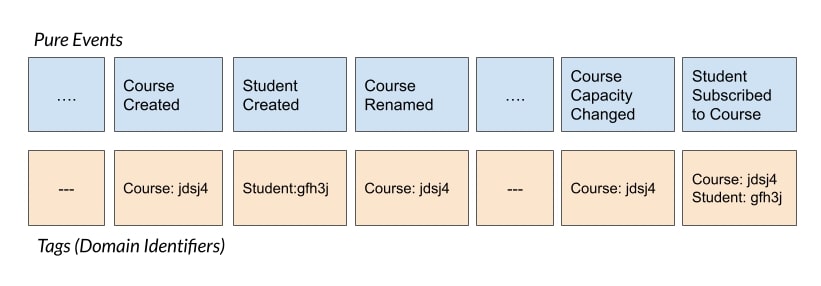 Pure Events
....
Course
Created
Student
Created
Course
Renamed
....
Course
Capacity
Changed
Student
Subscribed
to Course
---
Course: jdsj4
Student:gfh3j
Course: jdsj4
---
Course: jdsj4
Course: jdsj4
Student: gfh3j
Tags (Domain Identifiers)